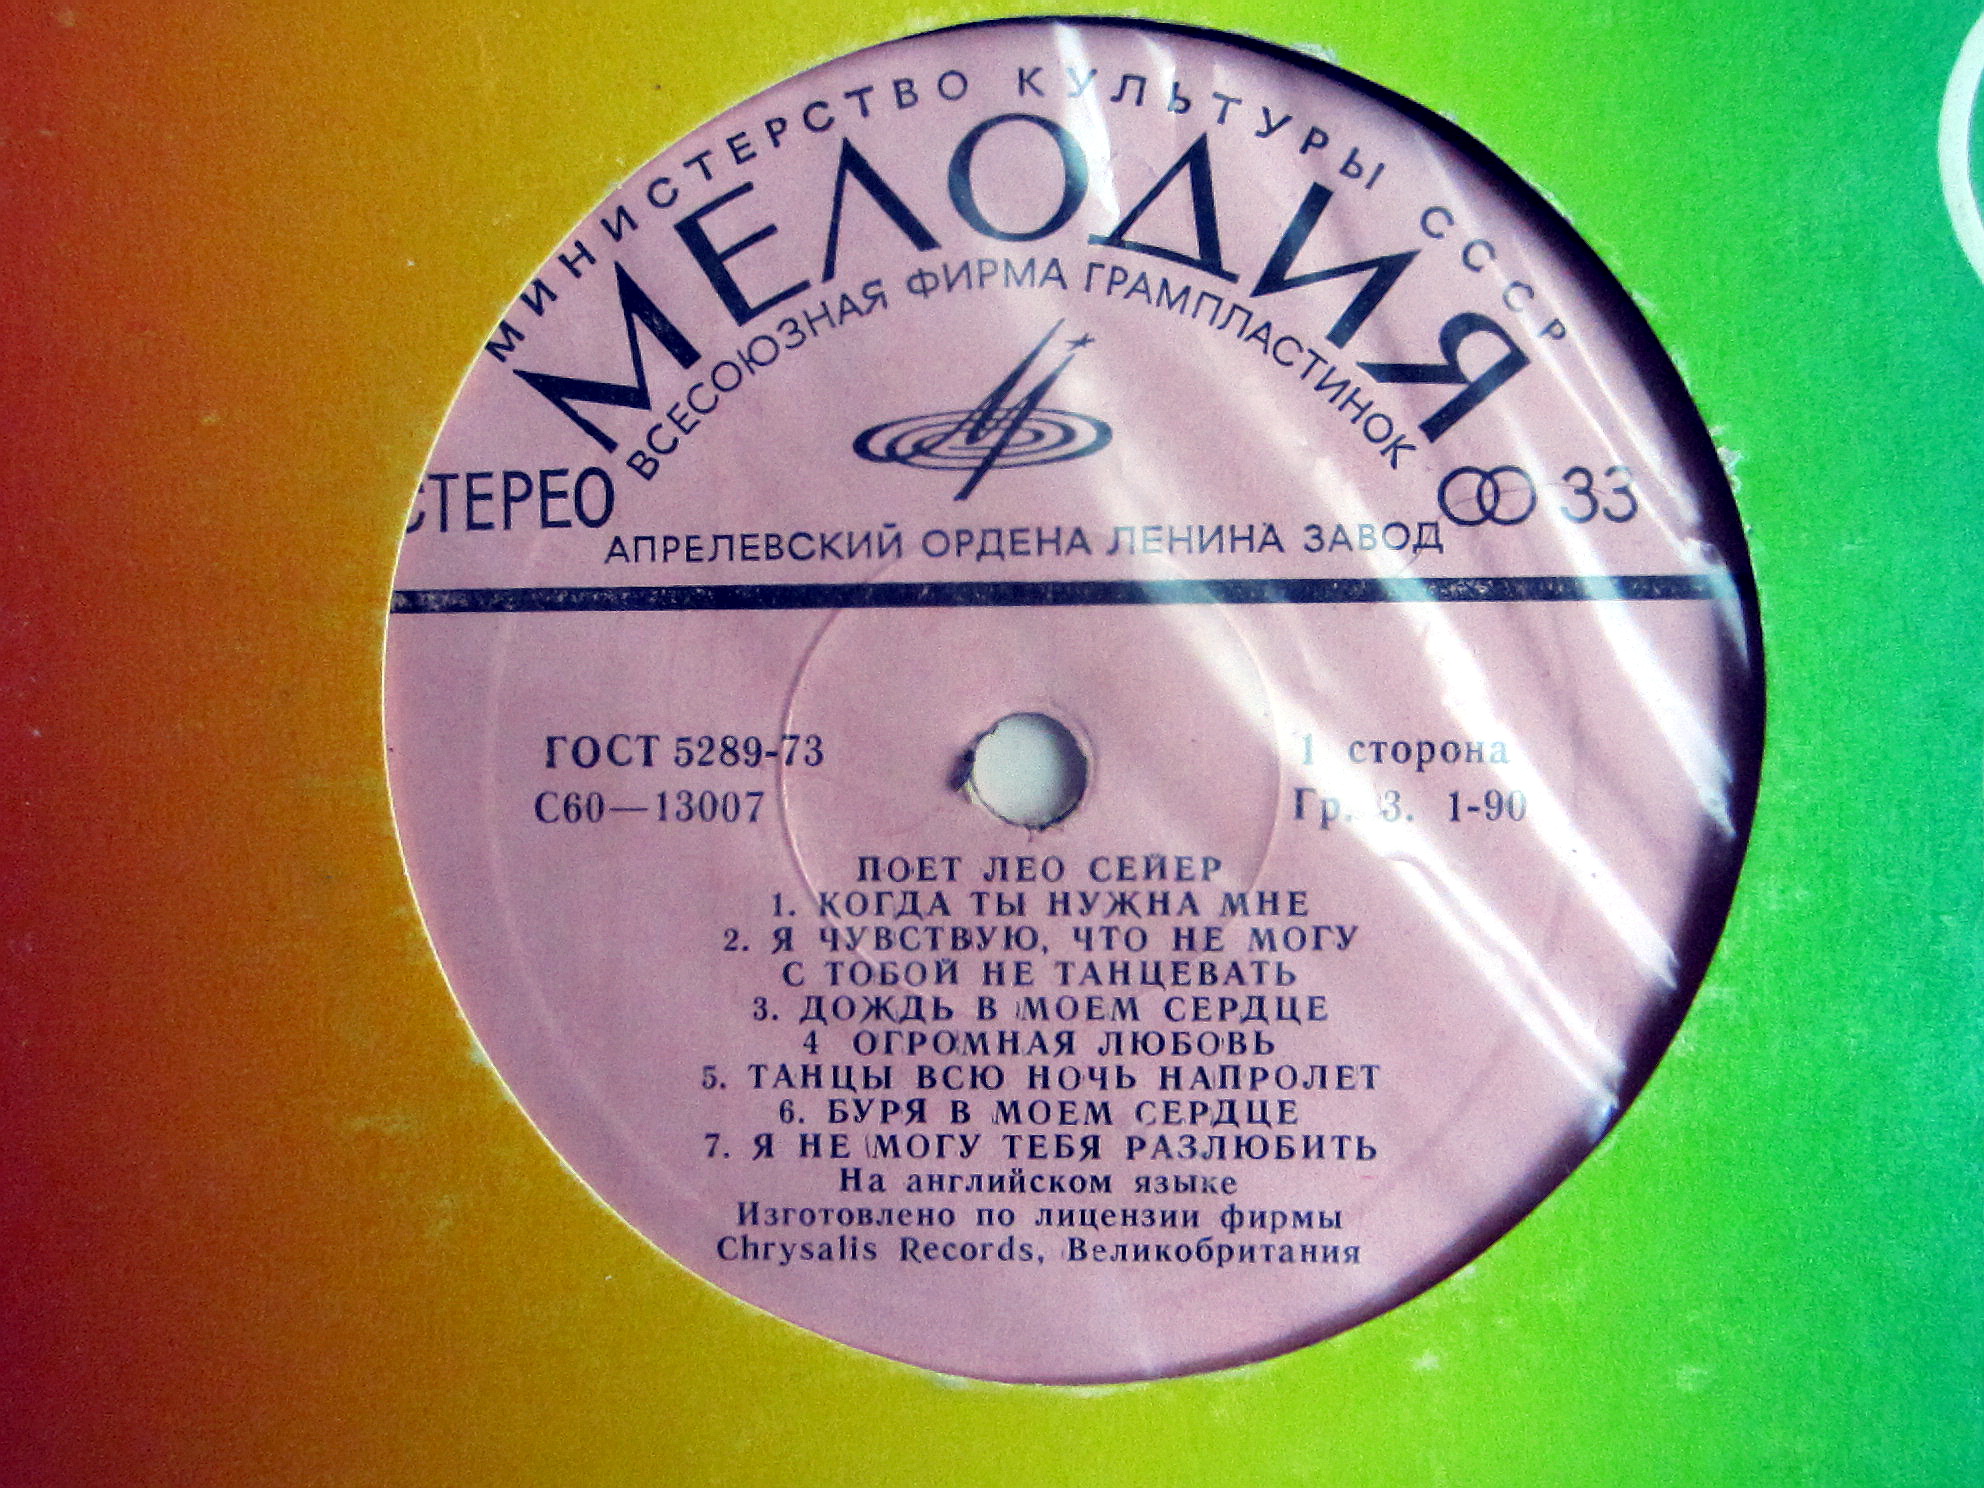 МИНИСТЕРСТВО КУЛЬТУРЫ СССР
МЕЛОДИЯ
ВСЕСОЮЗНАЯ ФИРМА ГРАМПЛАСТИНОК
СТЕРЕО
33
АПРЕЛЕВСКИЙ ОРДЕНА ЛЕНИНА ЗАВОД
ГОСТ 5289-73
1 сторона
С60—13007
Гр. 3. 1-90
ПОЕТ ЛЕО СЕЙЕР
1. КОГДА ТЫ НУЖНА МНЕ
2. Я ЧУВСТВУЮ, ЧТО НЕ МОГУ
С ТОБОЙ НЕ ТАНЦЕВАТЬ
3. ДОЖДЬ В МОЕМ СЕРДЦЕ
4 ОГРОМНАЯ ЛЮБОВЬ
5. ТАНЦЫ ВСЮ НОЧЬ НАПРОЛЕТ
6. БУРЯ В МОЕМ СЕРДЦЕ
7. Я НЕ МОГУ ТЕБЯ РАЗЛЮБИТЬ
На английском языке
Изготовлено по лицензии фирмы
Chrysalis Records, Великобритания